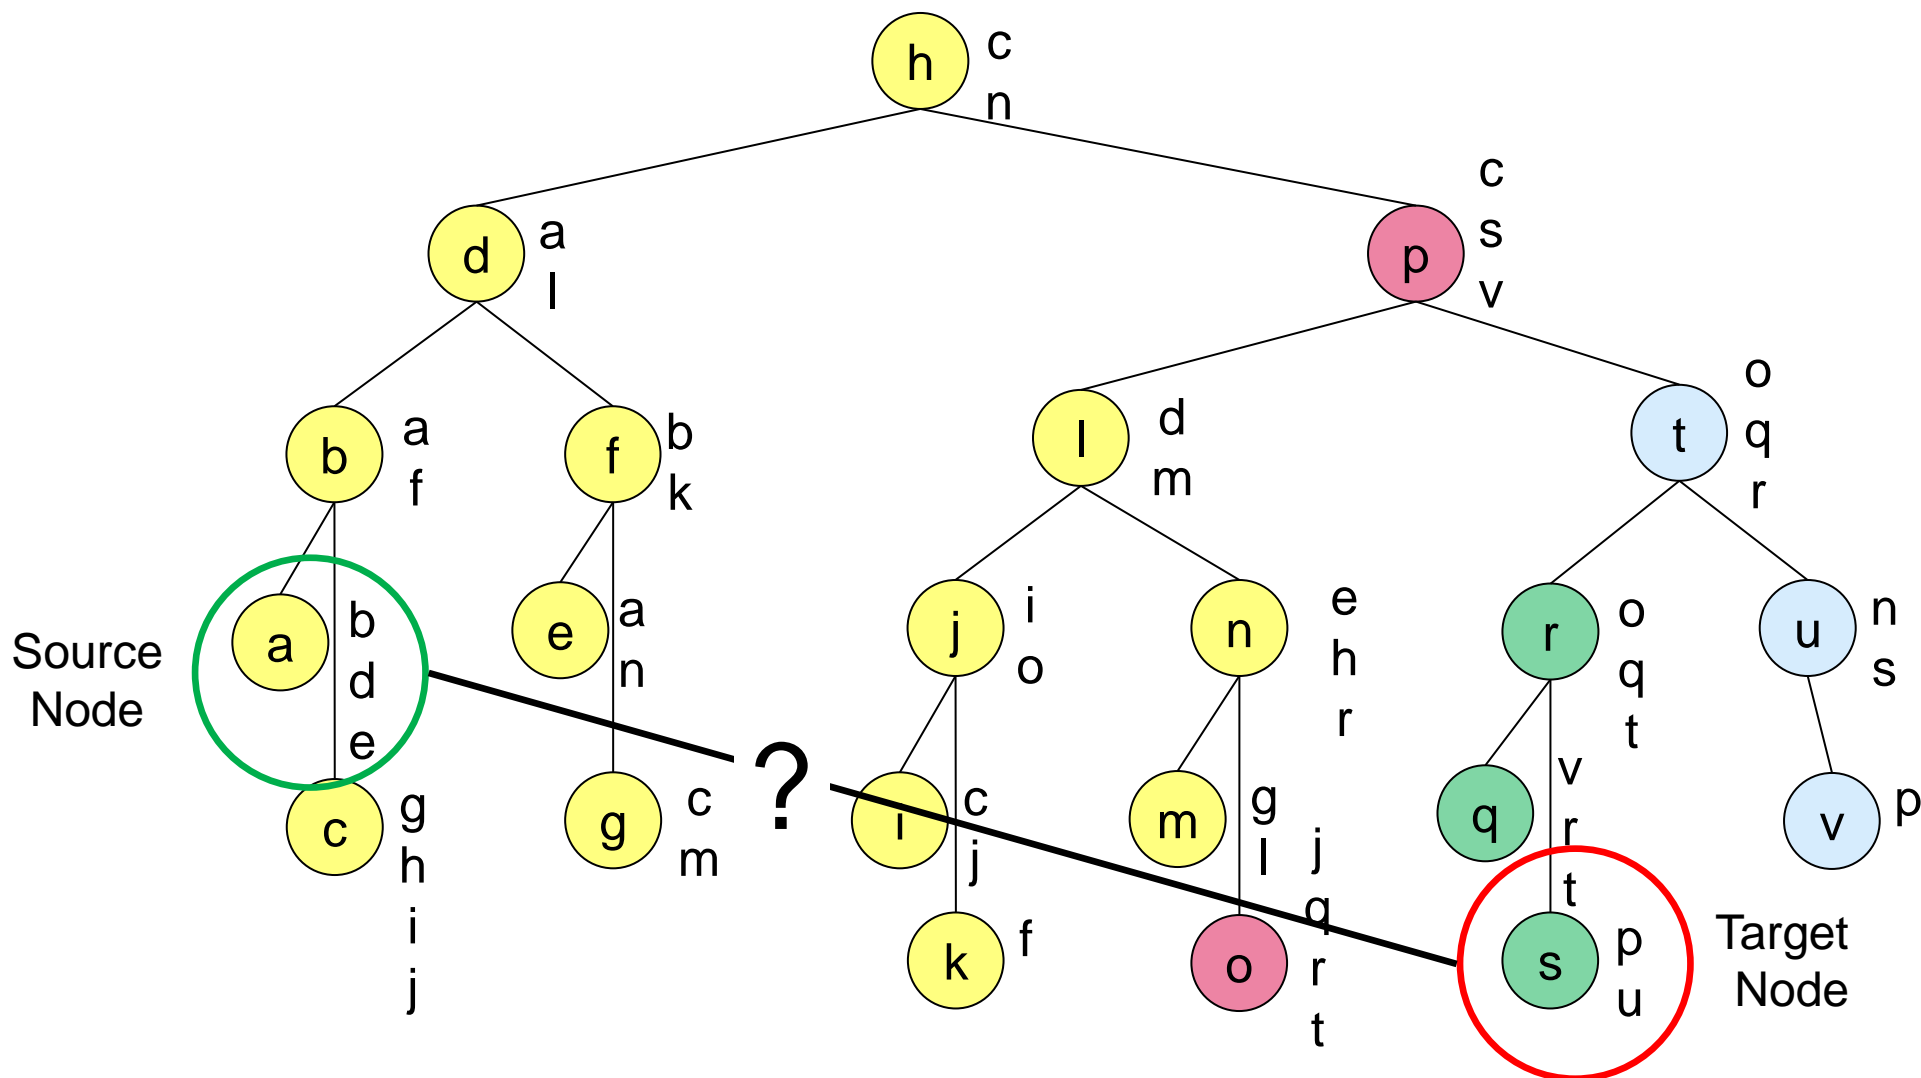 h
c
n
d
a
l
p
c
s
v
b
a
f
f
b
k
l
d
m
t
o
q
r
Source
Node
a
b
d
e
e
a
n
j
i
o
n
e
h
r
r
o
q
t
u
n
s
?
c
g
h
i
j
g
c
m
i
c
j
m
g
l
q
v
r
t
v
p
k
f
o
j
q
r
t
s
p
u
Target
Node